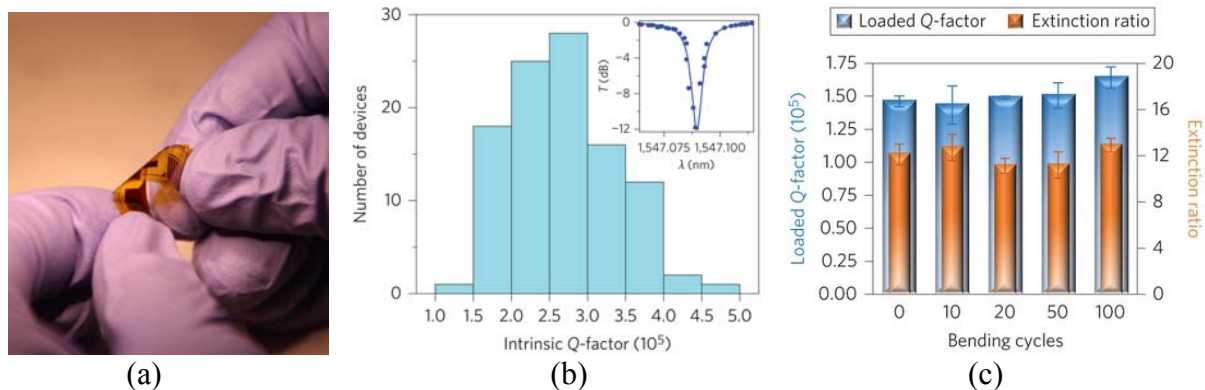 30
20
10
0
Number of devices
1.0 1.5 2.0 2.5 3.0 3.5 4.0 4.5 5.0
Intrinsic Q-factor (10⁵)
0
−4
−8
−12
T (dB)
1,547.075 1,547.100
λ (nm)
Loaded Q-factor Extinction ratio
1.75
1.50
1.25
1.00
0.75
0.50
0.25
0.00
Loaded Q-factor (10⁵)
20
16
12
8
4
0
Extinction ratio
0 10 20 50 100
Bending cycles
(a) (b) (c)